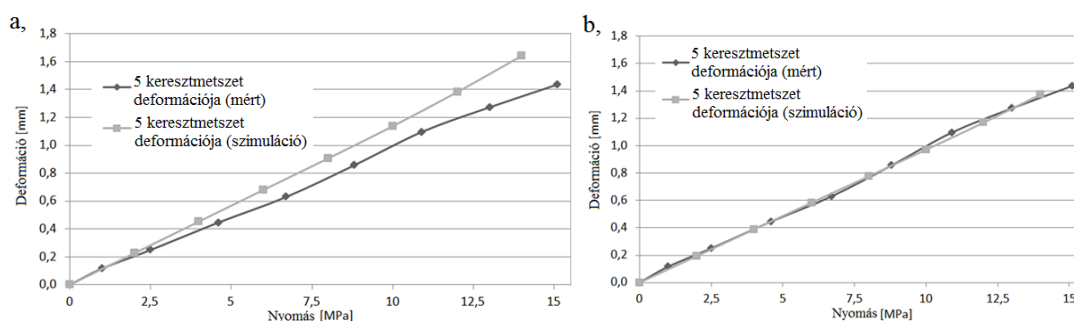 a,
1,8
1,6
1,4
1,2
1,0
0,8
0,6
0,4
0,2
0,0
Deformáció [mm]
5 keresztmetszet
deformációja (mért)
5 keresztmetszet
deformációja (szimuláció)
0 2,5 5 7,5 10 12,5 15
Nyomás [MPa]
b,
1,8
1,6
1,4
1,2
1,0
0,8
0,6
0,4
0,2
0,0
Deformáció [mm]
5 keresztmetszet
deformációja (mért)
5 keresztmetszet
deformációja (szimuláció)
0 2,5 5 7,5 10 12,5 15
Nyomás [MPa]